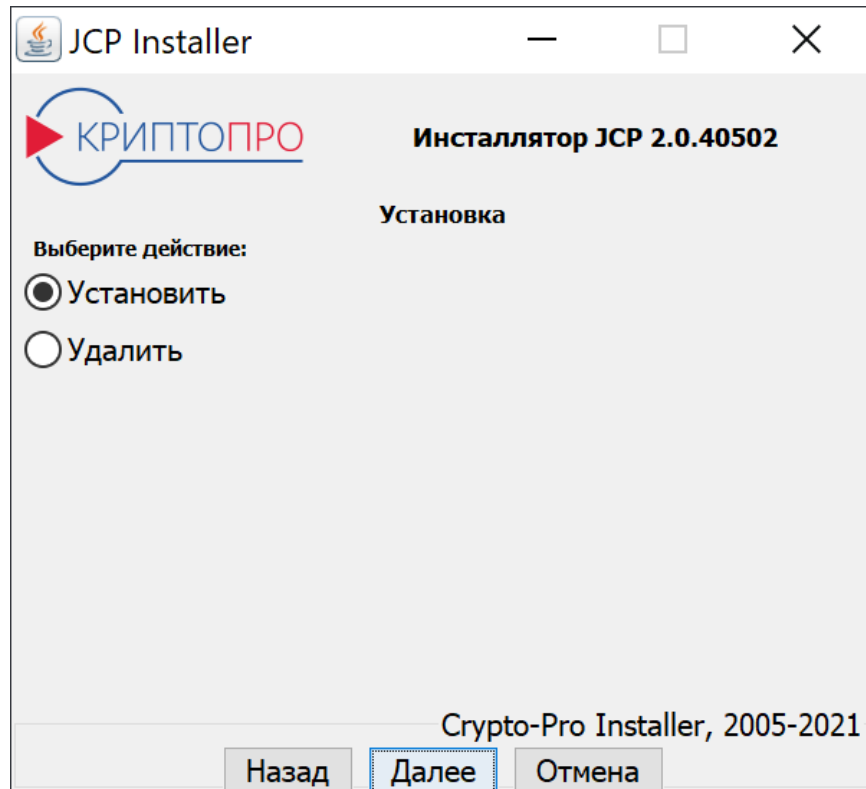 JCP Installer
КРИПТОПРО
Инсталлятор JCP 2.0.40502
Установка
Выберите действие:
Установить
Удалить
Crypto-Pro Installer, 2005-2021
Назад Далее Отмена